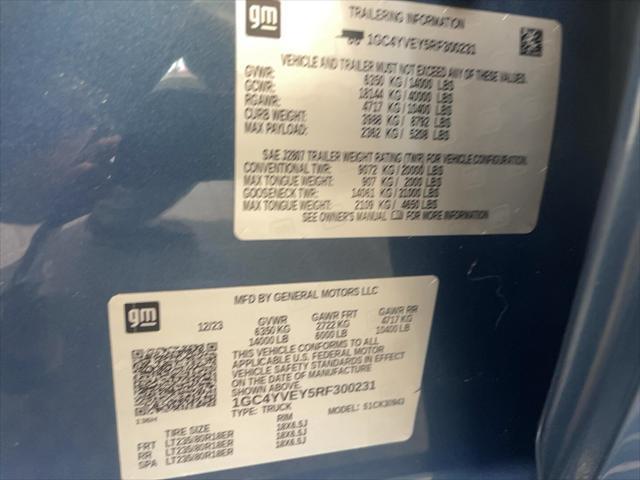 gm
TRAILERING INFORMATION
1GC4YVEY5RF300231
VEHICLE AND TRAILER MUST NOT EXCEED ANY OF THESE VALUES.
GVWR: 6350 KG / 14000 LBS
GCWR: 18144 KG / 40000 LBS
RGAWR: 4717 KG / 10400 LBS
CURB WEIGHT: 3988 KG / 8792 LBS
MAX PAYLOAD: 2362 KG / 5208 LBS
SAE J2807 TRAILER WEIGHT RATING (TWR) FOR VEHICLE CONFIGURATION.
CONVENTIONAL TWR: 9072 KG / 20000 LBS
MAX TONGUE WEIGHT: 907 KG / 2000 LBS
GOOSENECK TWR: 14061 KG / 31000 LBS
MAX TONGUE WEIGHT: 2109 KG / 4650 LBS
SEE OWNER'S MANUAL FOR MORE INFORMATION
gm
MFD BY GENERAL MOTORS LLC
12/23 GVWR GAWR FRT GAWR RR
6350 KG 2722 KG 4717 KG
14000 LB 6000 LB 10400 LB
THIS VEHICLE CONFORMS TO ALL
APPLICABLE U.S. FEDERAL MOTOR
VEHICLE SAFETY STANDARDS IN EFFECT
ON THE DATE OF MANUFACTURE
SHOWN ABOVE.
1GC4YVEY5RF300231
TYPE: TRUCK MODEL: S1CK30943
136H
TIRE SIZE RIM
FRT LT235/80R18ER 18X6.5J
RR LT235/80R18ER 18X6.5J
SPA LT235/80R18ER 18X6.5J